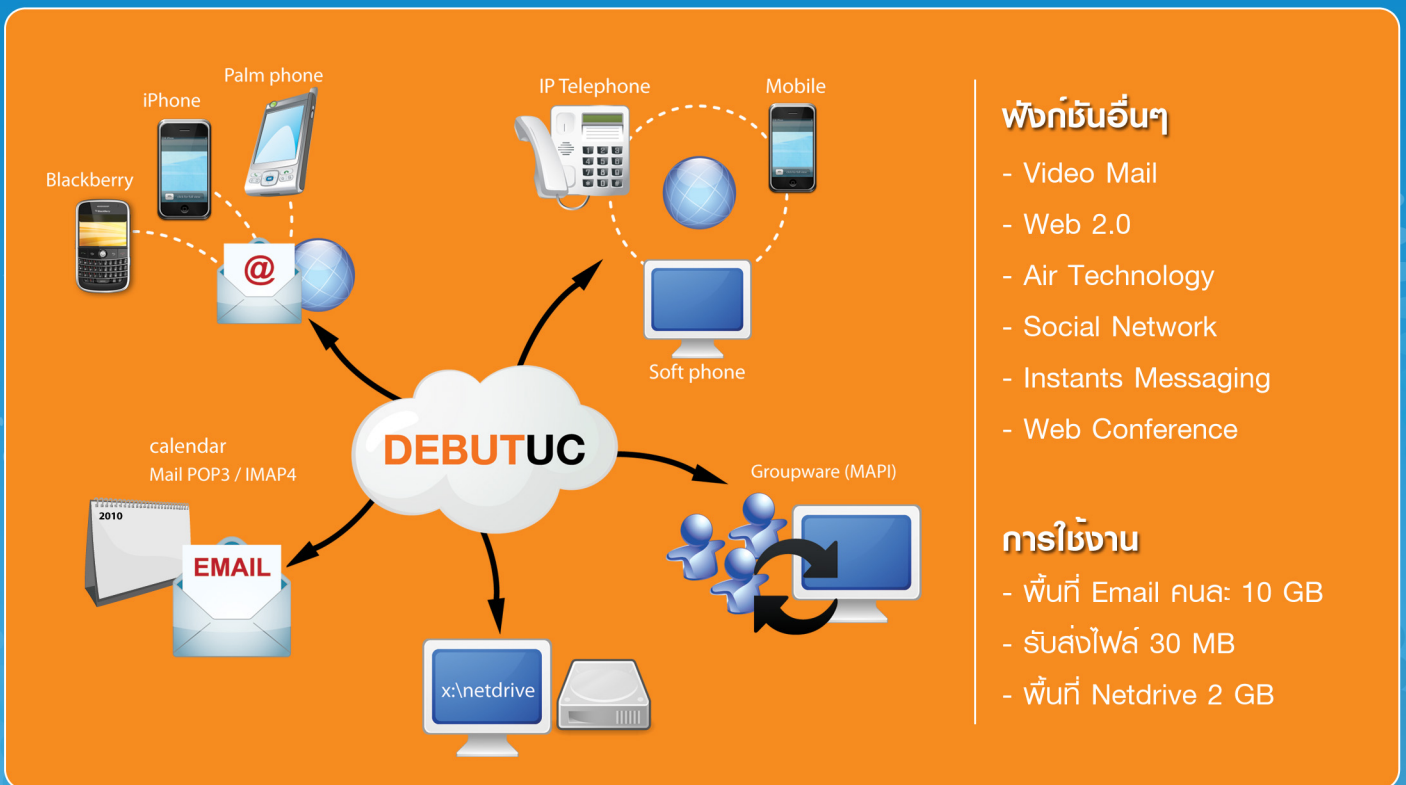 Palm phone
iPhone
Blackberry
@
IP Telephone
Mobile
Soft phone
DEBUTUC
calendar
Mail POP3 / IMAP4
2010
EMAIL
x:\netdrive
Groupware (MAPI)
ฟังก์ชันอื่นๆ
- Video Mail
- Web 2.0
- Air Technology
- Social Network
- Instants Messaging
- Web Conference
การใช้งาน
- พื้นที่ Email คนละ 10 GB
- รับส่งไฟล์ 30 MB
- พื้นที่ Netdrive 2 GB